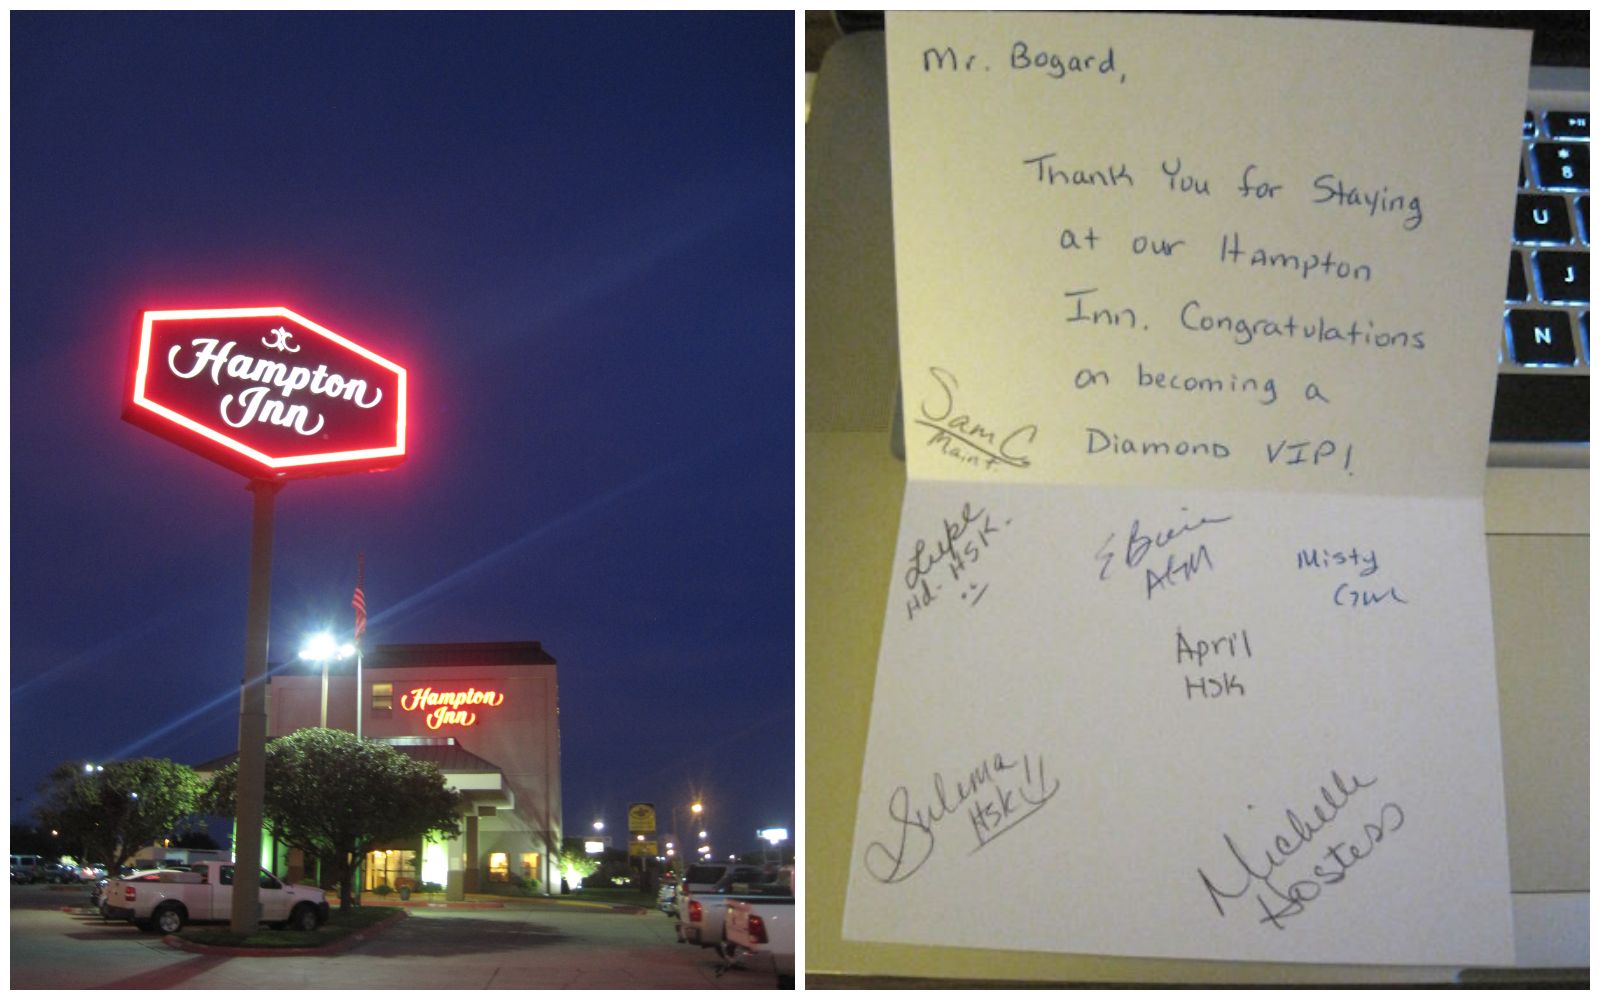 Hampton
Inn
Hampton
Inn
Mr. Bogard,
Thank You for Staying
at our Hampton
Inn. Congratulations
on becoming a
Diamond VIP!
Sam C
Maint.
Lupe
Hd. HSK.
AGM
Misty
April
HSK
Sulema
Hsk!!
Michelle
Hostess
8
U
J
N